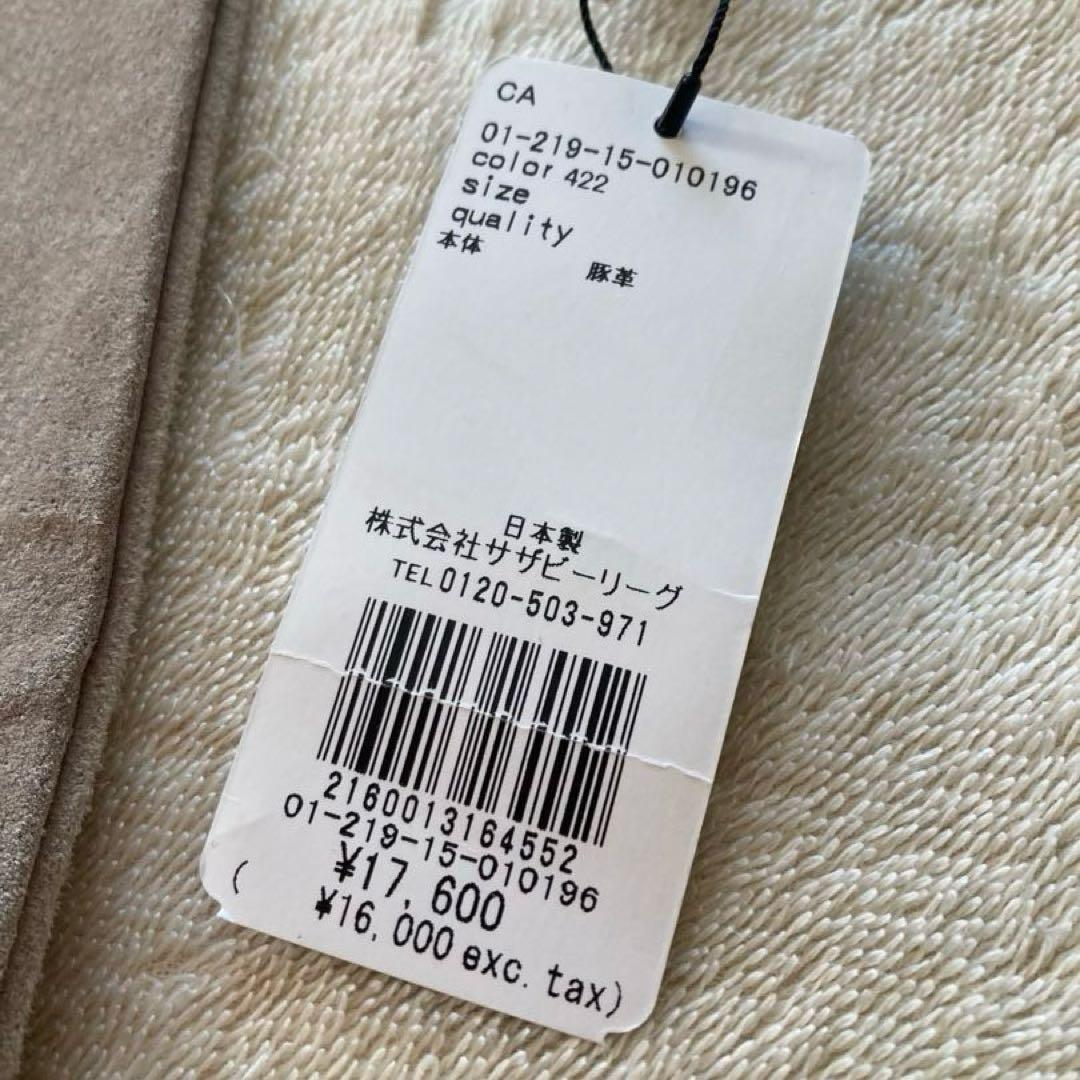 CA
01-219-15-010196
color 422
size
quality
本体
豚革
日本製
株式会社サザビーリーグ
TEL0120-503-971
2160013164552
01-219-15-010196
¥17,600
( ¥16,000 exc. tax)